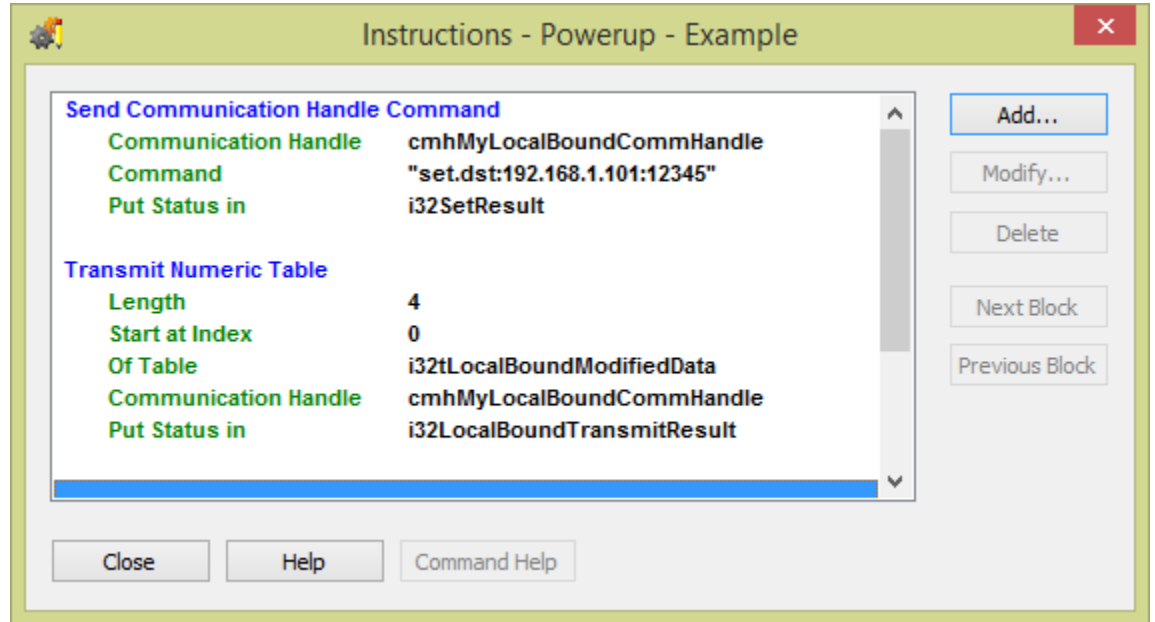 Instructions - Powerup - Example
Send Communication Handle Command
Communication Handle cmhMyLocalBoundCommHandle
Command "set.dst:192.168.1.101:12345"
Put Status in i32SetResult
Transmit Numeric Table
Length 4
Start at Index 0
Of Table i32tLocalBoundModifiedData
Communication Handle cmhMyLocalBoundCommHandle
Put Status in i32LocalBoundTransmitResult
Add...
Modify...
Delete
Next Block
Previous Block
Close Help Command Help